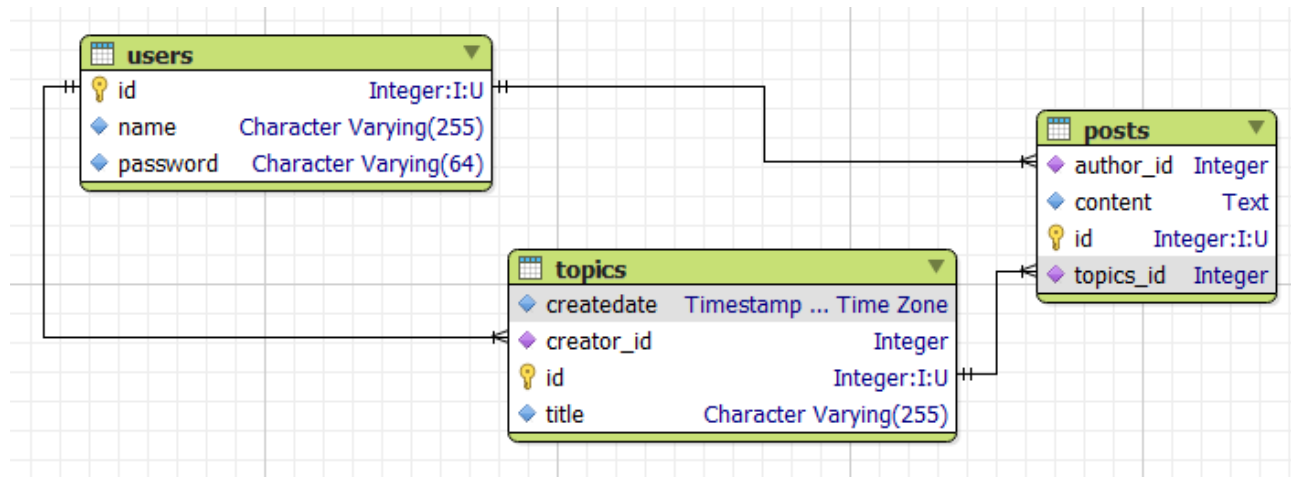 users
id Integer:I:U
name Character Varying(255)
password Character Varying(64)
posts
author_id Integer
content Text
id Integer:I:U
topics_id Integer
topics
createdate Timestamp ... Time Zone
creator_id Integer
id Integer:I:U
title Character Varying(255)